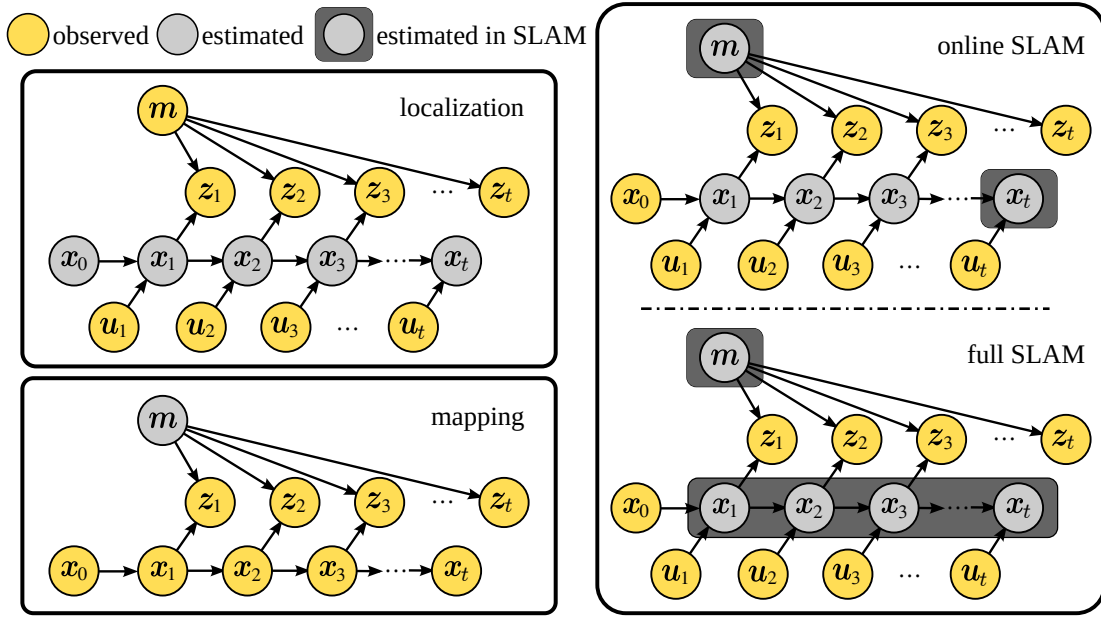 observed estimated estimated in SLAM
localization
m
z1 z2 z3 ... zt
x0 x1 x2 x3 ... xt
u1 u2 u3 ... ut
mapping
m
z1 z2 z3 ... zt
x0 x1 x2 x3 ... xt
online SLAM
m
z1 z2 z3 ... zt
x0 x1 x2 x3 ... xt
u1 u2 u3 ... ut
full SLAM
m
z1 z2 z3 ... zt
x0 x1 x2 x3 ... xt
u1 u2 u3 ... ut